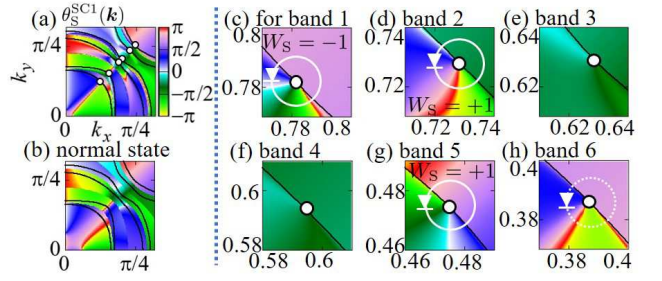 (a) θ_S^SC1(k)
π/4
k_y
0
0 k_x π/4
π
π/2
0
−π/2
−π
(b) normal state
π/4
0
0 π/4
(c) for band 1
0.8
W_S = −1
0.78
0.78 0.8
(d) band 2
0.74
0.72
W_S = +1
0.72 0.74
(e) band 3
0.64
0.62
0.62 0.64
(f) band 4
0.6
0.58
0.58 0.6
(g) band 5
W_S = +1
0.48
0.46
0.46 0.48
(h) band 6
0.4
0.38
0.38 0.4